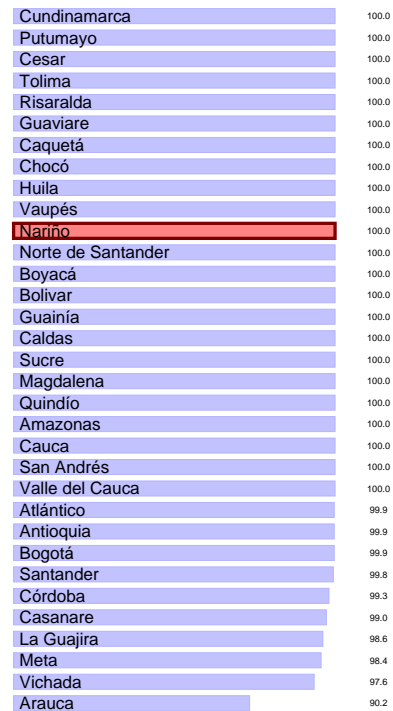 Cundinamarca 100.0
Putumayo 100.0
Cesar 100.0
Tolima 100.0
Risaralda 100.0
Guaviare 100.0
Caquetá 100.0
Chocó 100.0
Huila 100.0
Vaupés 100.0
Nariño 100.0
Norte de Santander 100.0
Boyacá 100.0
Bolivar 100.0
Guainía 100.0
Caldas 100.0
Sucre 100.0
Magdalena 100.0
Quindío 100.0
Amazonas 100.0
Cauca 100.0
San Andrés 100.0
Valle del Cauca 100.0
Atlántico 99.9
Antioquia 99.9
Bogotá 99.9
Santander 99.8
Córdoba 99.3
Casanare 99.0
La Guajira 98.6
Meta 98.4
Vichada 97.6
Arauca 90.2